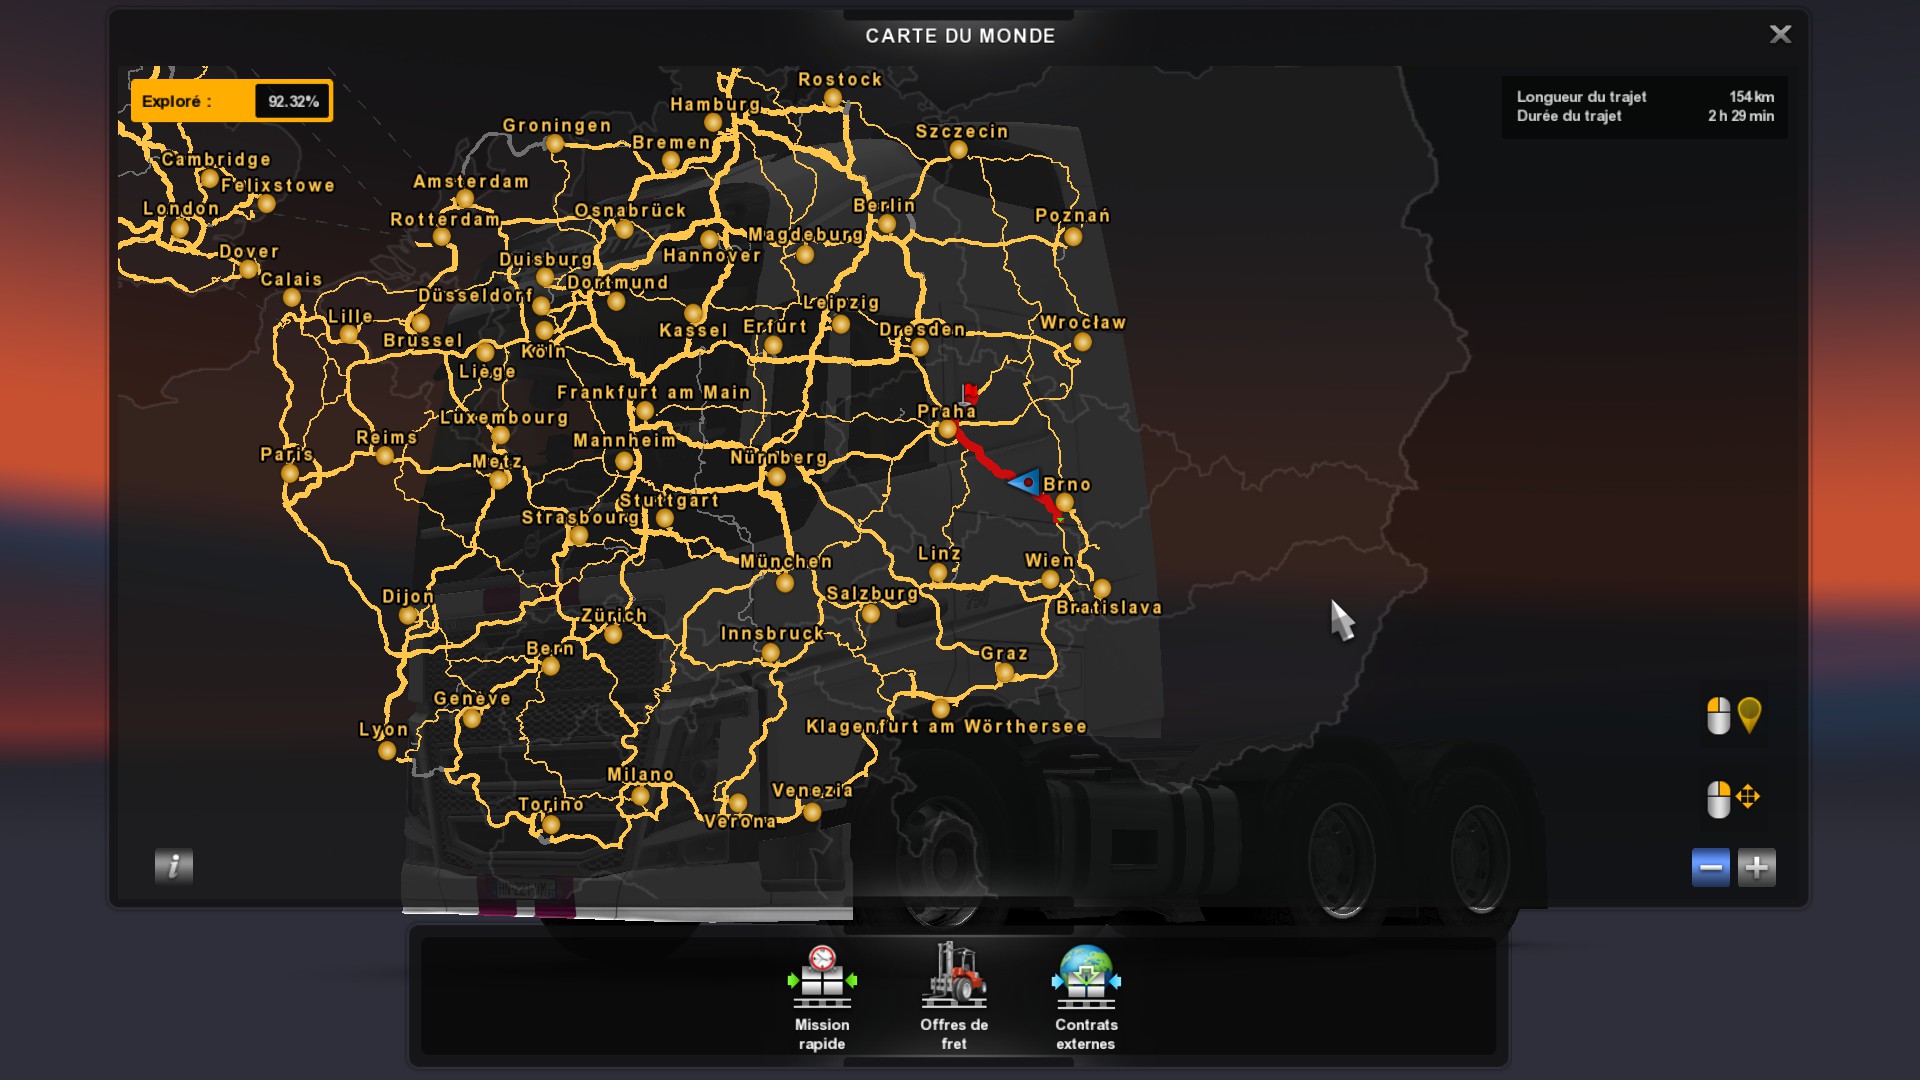 CARTE DU MONDE
Exploré :
92.32%
Longueur du trajet
154 km
Durée du trajet
2 h 29 min
Rostock
Hamburg
Groningen
Bremen
Szczecin
Cambridge
Felixstowe
Amsterdam
London
Rotterdam
Osnabrück
Berlin
Poznań
Magdeburg
Dover
Duisburg
Hannover
Calais
Dortmund
Düsseldorf
Leipzig
Lille
Brussel
Kassel
Erfurt
Dresden
Wrocław
Köln
Liège
Frankfurt am Main
Praha
Luxembourg
Reims
Mannheim
Paris
Metz
Nürnberg
Brno
Stuttgart
Strasbourg
München
Linz
Wien
Dijon
Salzburg
Bratislava
Zürich
Innsbruck
Bern
Graz
Genève
Lyon
Klagenfurt am Wörthersee
Milano
Torino
Venezia
Verona
Mission
rapide
Offres de
fret
Contrats
externes